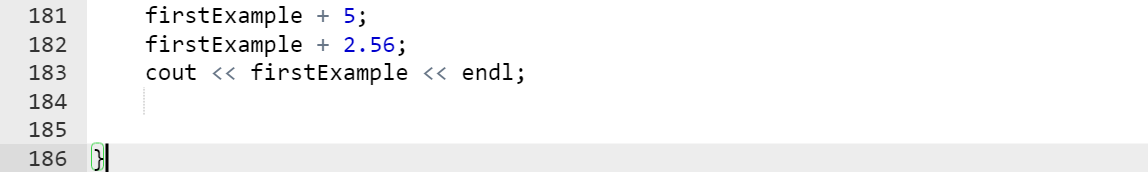 181 firstExample + 5;
182 firstExample + 2.56;
183 cout << firstExample << endl;
184
185
186 }